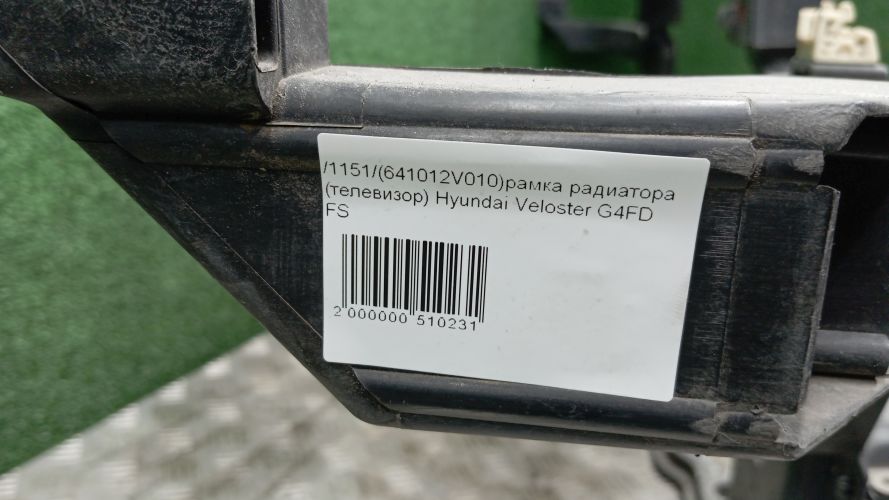 /1151/(641012V010)рамка радиатора
(телевизор) Hyundai Veloster G4FD
FS
2 000000 510231